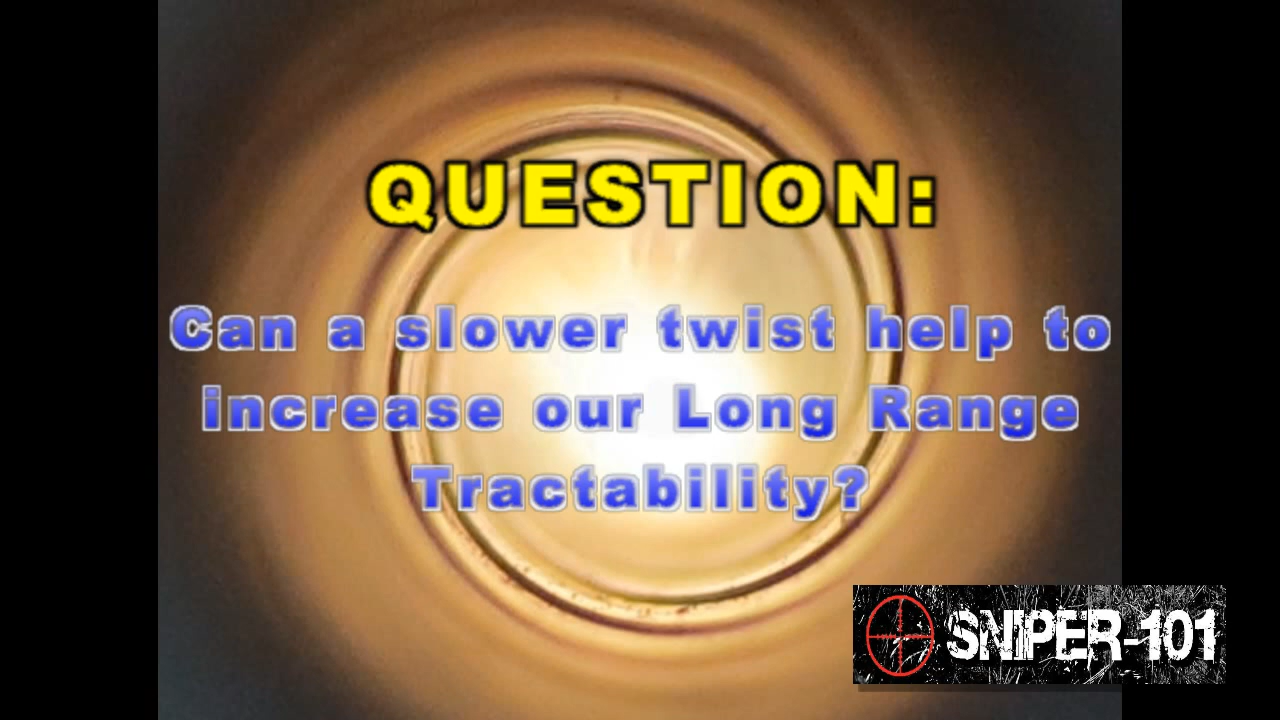 QUESTION:
Can a slower twist help to
increase our Long Range
Tractability?
SNIPER-101